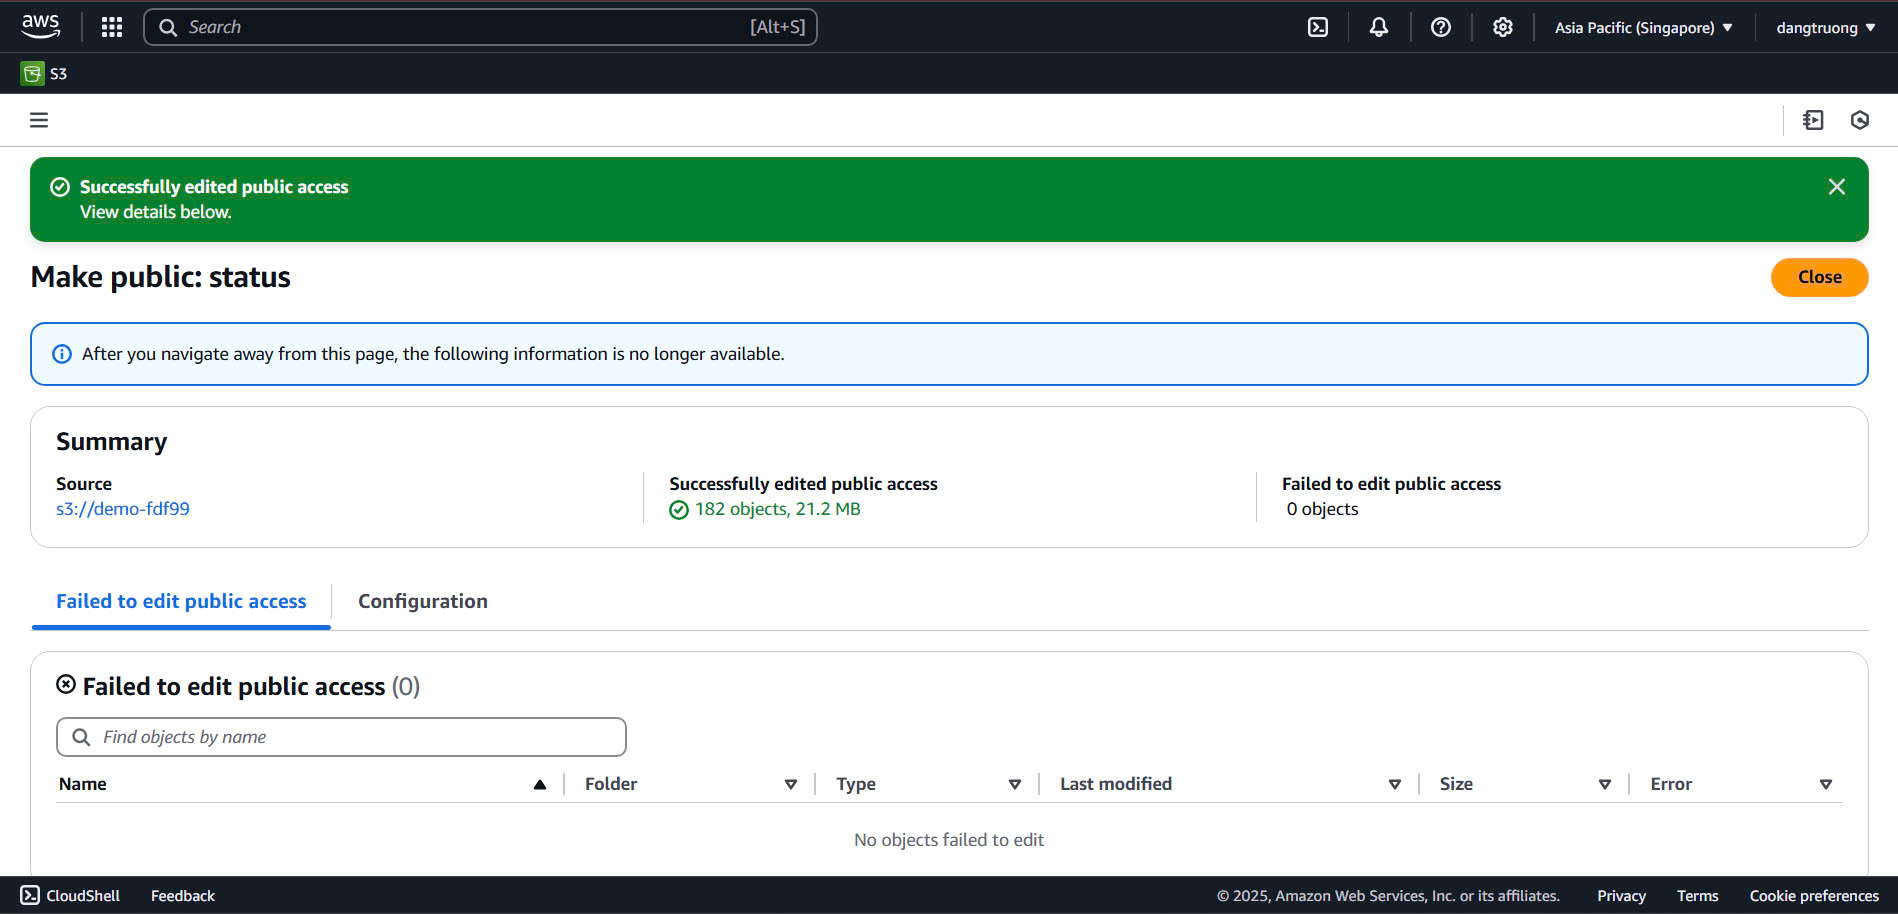 aws
Search [Alt+S]
Asia Pacific (Singapore)
dangtruong
S3
Successfully edited public access
View details below.
Make public: status
Close
After you navigate away from this page, the following information is no longer available.
Summary
Source
s3://demo-fdf99
Successfully edited public access
182 objects, 21.2 MB
Failed to edit public access
0 objects
Failed to edit public access
Configuration
Failed to edit public access (0)
Find objects by name
Name Folder Type Last modified Size Error
No objects failed to edit
CloudShell Feedback © 2025, Amazon Web Services, Inc. or its affiliates. Privacy Terms Cookie preferences